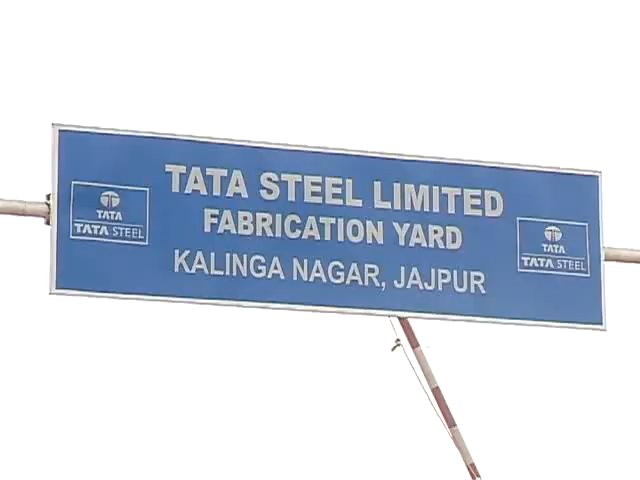 TATA STEEL LIMITED
FABRICATION YARD
KALINGA NAGAR, JAJPUR
TATA
TATA STEEL
TATA
TATA STEEL